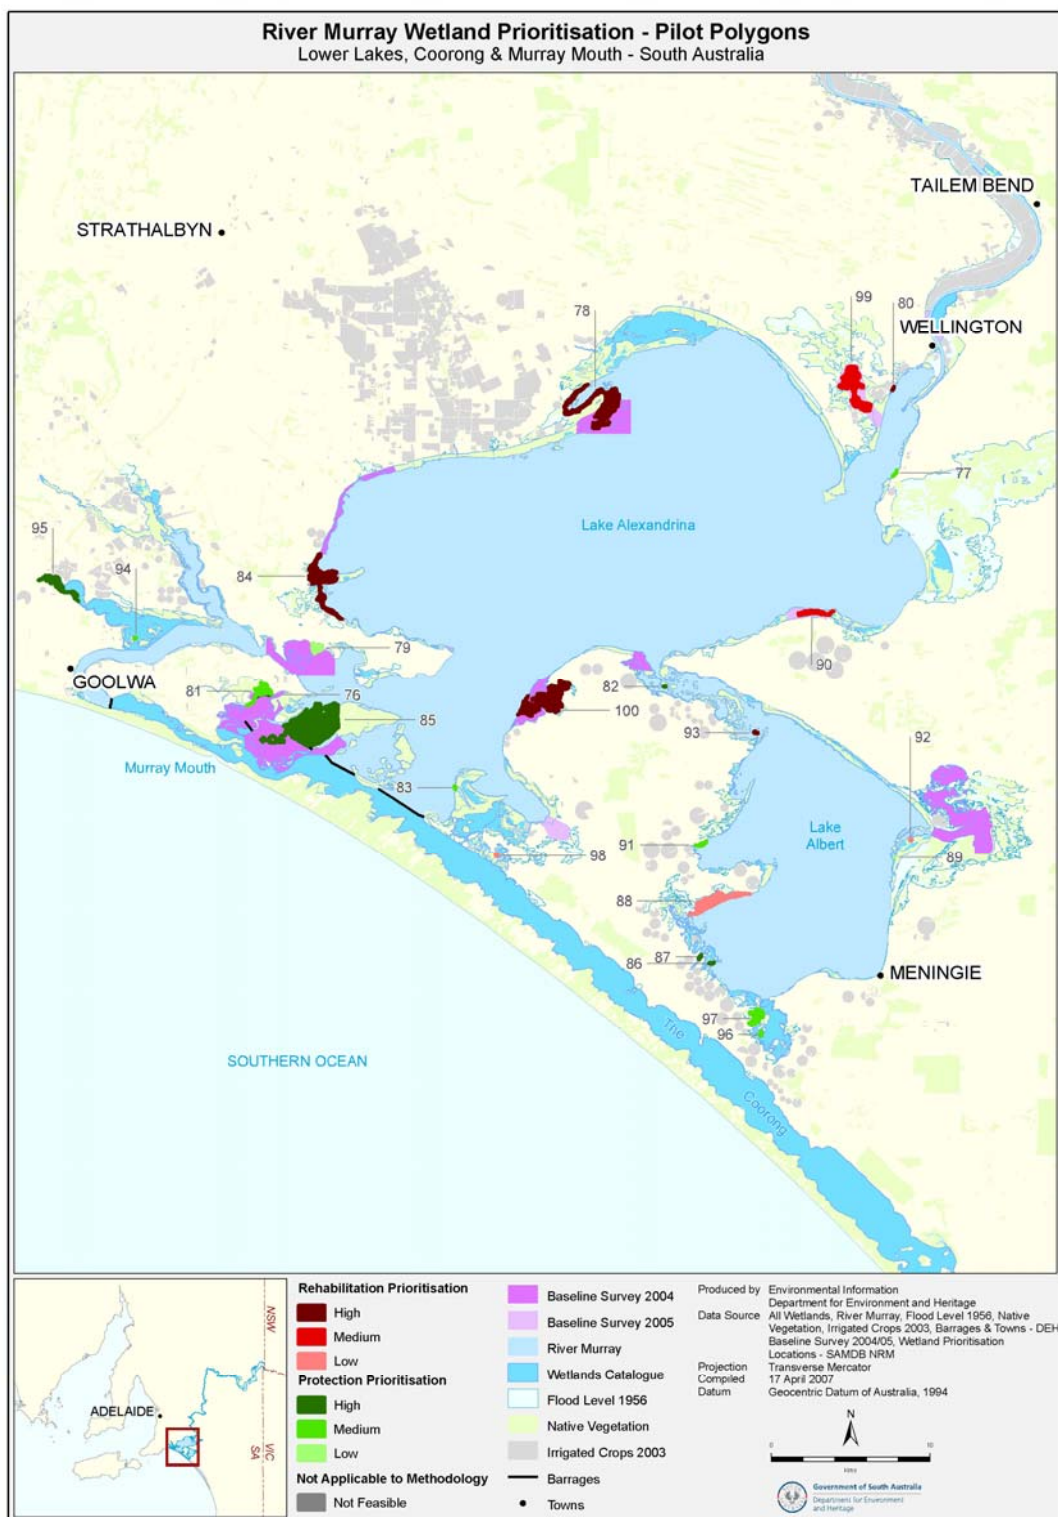 River Murray Wetland Prioritisation - Pilot Polygons
Lower Lakes, Coorong & Murray Mouth - South Australia
TAILEM BEND
STRATHALBYN
78
99
80
WELLINGTON
77
Lake Alexandrina
95
94
84
79
90
GOOLWA
81
76
82
100
85
93
92
Murray Mouth
83
Lake
Albert
91
98
89
88
87
86
MENINGIE
97
96
The
Coorong
SOUTHERN OCEAN
NSW
ADELAIDE
VIC
SA
Rehabilitation Prioritisation
High
Medium
Low
Protection Prioritisation
High
Medium
Low
Not Applicable to Methodology
Not Feasible
Baseline Survey 2004
Baseline Survey 2005
River Murray
Wetlands Catalogue
Flood Level 1956
Native Vegetation
Irrigated Crops 2003
Barrages
Towns
Produced by Environmental Information
Department for Environment and Heritage
Data Source All Wetlands, River Murray, Flood Level 1956, Native
Vegetation, Irrigated Crops 2003, Barrages & Towns - DEH
Baseline Survey 2004/05, Wetland Prioritisation
Locations - SAMDB NRM
Projection Transverse Mercator
Compiled 17 April 2007
Datum Geocentric Datum of Australia, 1994
N
0 10
Government of South Australia
Department for Environment
and Heritage